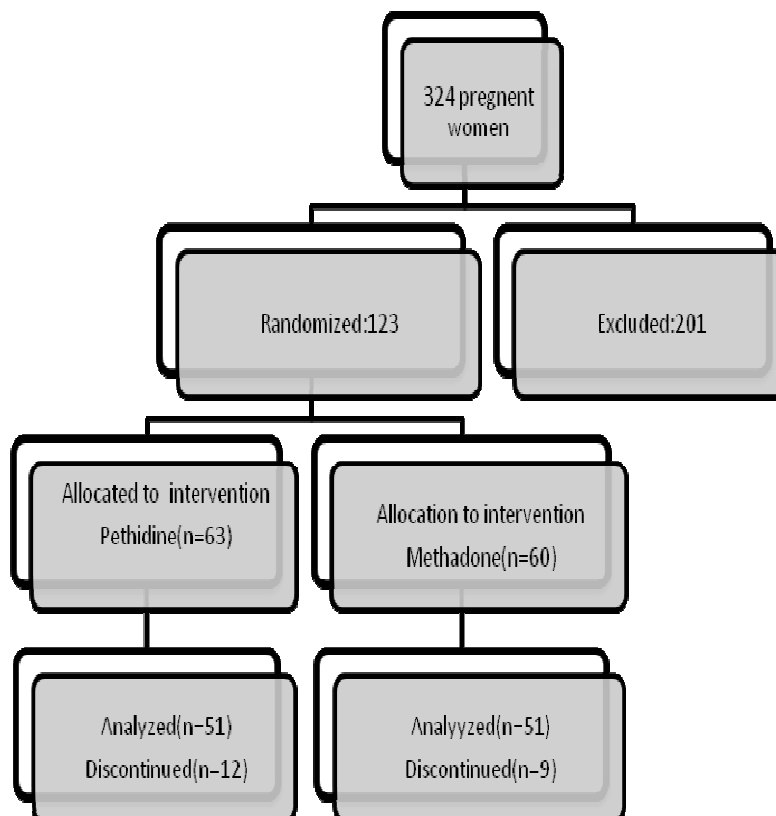 324 pregnent
women
Randomized:123
Excluded:201
Allocated to intervention
Pethidine(n=63)
Allocation to intervention
Methadone(n=60)
Analyzed(n=51)
Discontinued(n=12)
Analyyzed(n=51)
Discontinued(n=9)